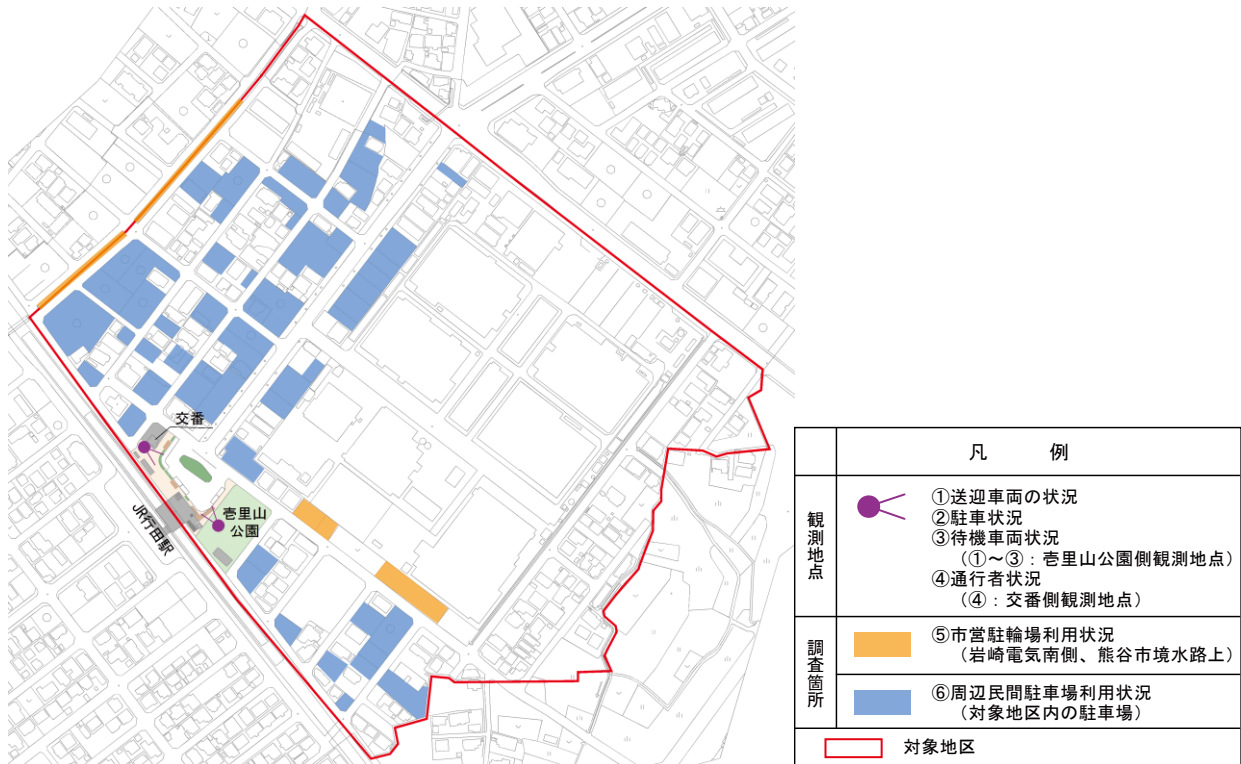 交番
壱里山
公園
JR行田駅
凡　例
観測地点
①送迎車両の状況
②駐車状況
③待機車両状況
（①～③：壱里山公園側観測地点）
④通行者状況
（④：交番側観測地点）
調査箇所
⑤市営駐輪場利用状況
（岩崎電気南側、熊谷市境水路上）
⑥周辺民間駐車場利用状況
（対象地区内の駐車場）
対象地区